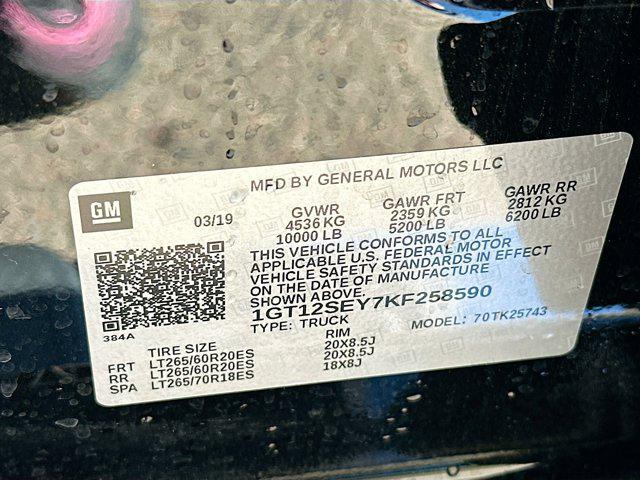 MFD BY GENERAL MOTORS LLC
GM
03/19
GVWR GAWR FRT GAWR RR
4536 KG 2359 KG 2812 KG
10000 LB 5200 LB 6200 LB
THIS VEHICLE CONFORMS TO ALL
APPLICABLE U.S. FEDERAL MOTOR
VEHICLE SAFETY STANDARDS IN EFFECT
ON THE DATE OF MANUFACTURE
SHOWN ABOVE.
1GT12SEY7KF258590
TYPE: TRUCK MODEL: 70TK25743
384A
TIRE SIZE RIM
FRT LT265/60R20ES 20X8.5J
RR LT265/60R20ES 20X8.5J
SPA LT265/70R18ES 18X8J